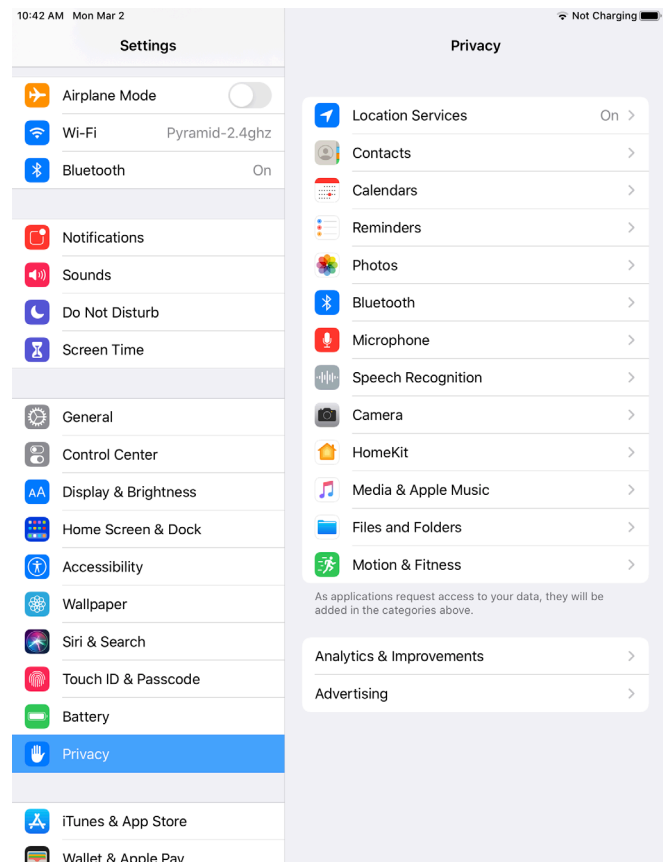 10:42 AM Mon Mar 2
Not Charging
Settings
Airplane Mode
Wi-Fi Pyramid-2.4ghz
Bluetooth On
Notifications
Sounds
Do Not Disturb
Screen Time
General
Control Center
AA Display & Brightness
Home Screen & Dock
Accessibility
Wallpaper
Siri & Search
Touch ID & Passcode
Battery
Privacy
iTunes & App Store
Wallet & Apple Pay
Privacy
Location Services On
Contacts
Calendars
Reminders
Photos
Bluetooth
Microphone
Speech Recognition
Camera
HomeKit
Media & Apple Music
Files and Folders
Motion & Fitness
As applications request access to your data, they will be
added in the categories above.
Analytics & Improvements
Advertising